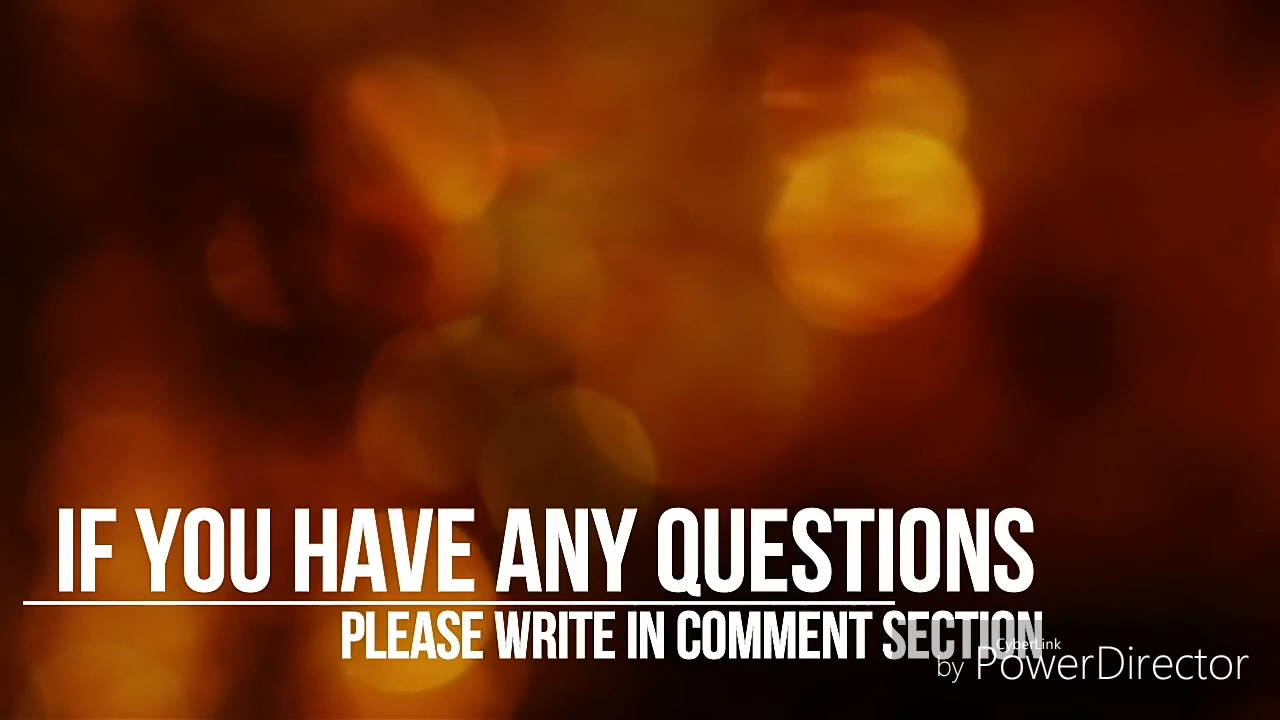 IF YOU HAVE ANY QUESTIONS
PLEASE WRITE IN COMMENT SECTION
CyberLink
by PowerDirector